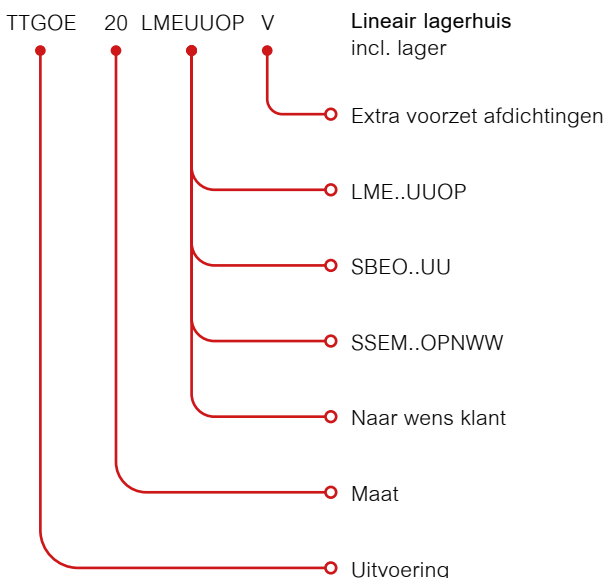 TTGOE 20 LMEUUOP V Lineair lagerhuis
incl. lager
Extra voorzet afdichtingen
LME..UUOP
SBEO..UU
SSEM..OPNWW
Naar wens klant
Maat
Uitvoering